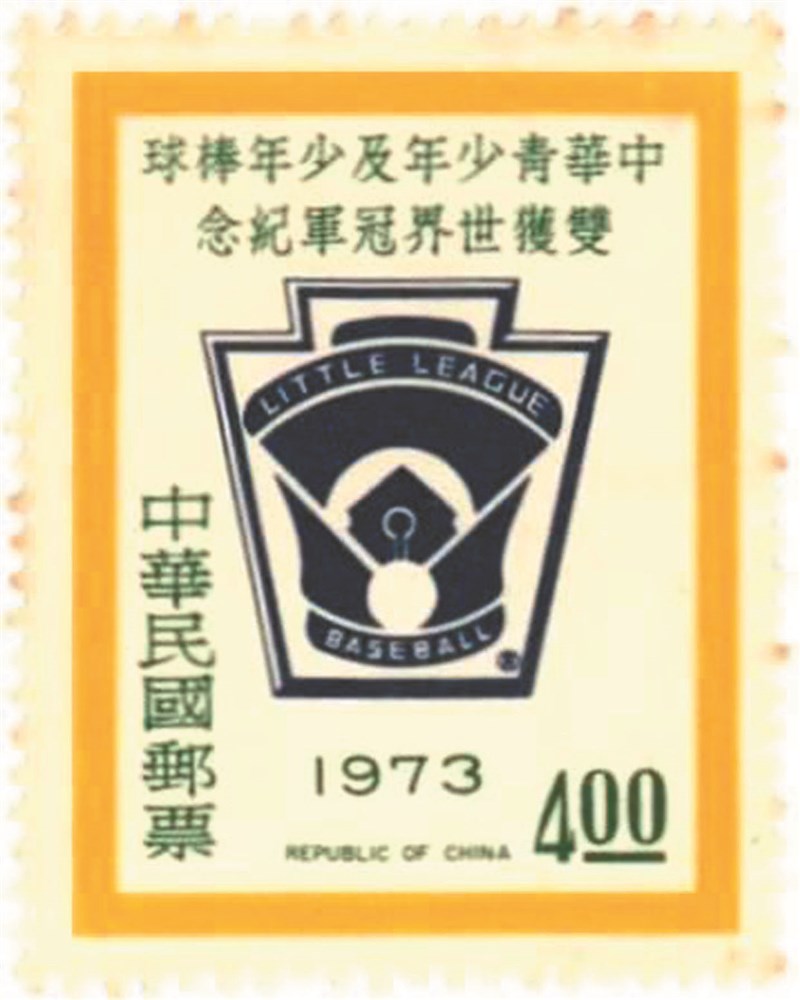 中華青少年及少年棒球
雙獲世界冠軍紀念
LITTLE LEAGUE
BASEBALL
®
中華民國郵票
1973
REPUBLIC OF CHINA
4.00